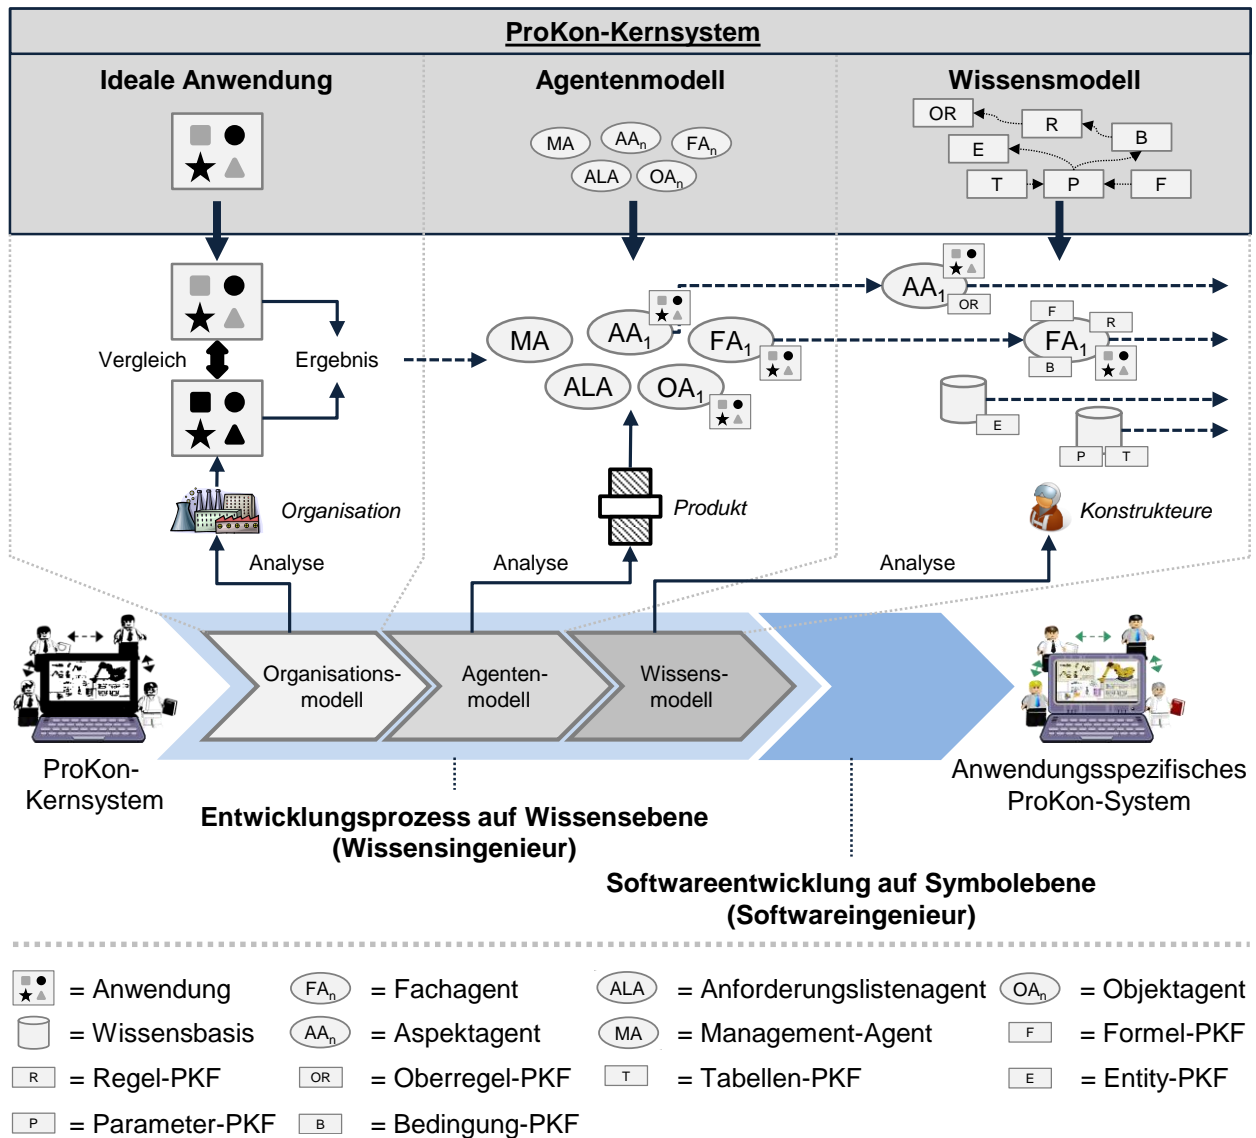 ProKon-Kernsystem
Ideale Anwendung
Agentenmodell
Wissensmodell
MA
AAn
FAn
ALA
OAn
OR
R
B
E
T
P
F
Vergleich
Ergebnis
MA
AA1
FA1
ALA
OA1
AA1
OR
F
R
FA1
B
E
P
T
Organisation
Produkt
Konstrukteure
Analyse
Analyse
Analyse
Organisations-
modell
Agenten-
modell
Wissens-
modell
ProKon-
Kernsystem
Anwendungsspezifisches
ProKon-System
Entwicklungsprozess auf Wissensebene
(Wissensingenieur)
Softwareentwicklung auf Symbolebene
(Softwareingenieur)
= Anwendung
FAn = Fachagent
ALA = Anforderungslistenagent
OAn = Objektagent
= Wissensbasis
AAn = Aspektagent
MA = Management-Agent
F = Formel-PKF
R = Regel-PKF
OR = Oberregel-PKF
T = Tabellen-PKF
E = Entity-PKF
P = Parameter-PKF
B = Bedingung-PKF